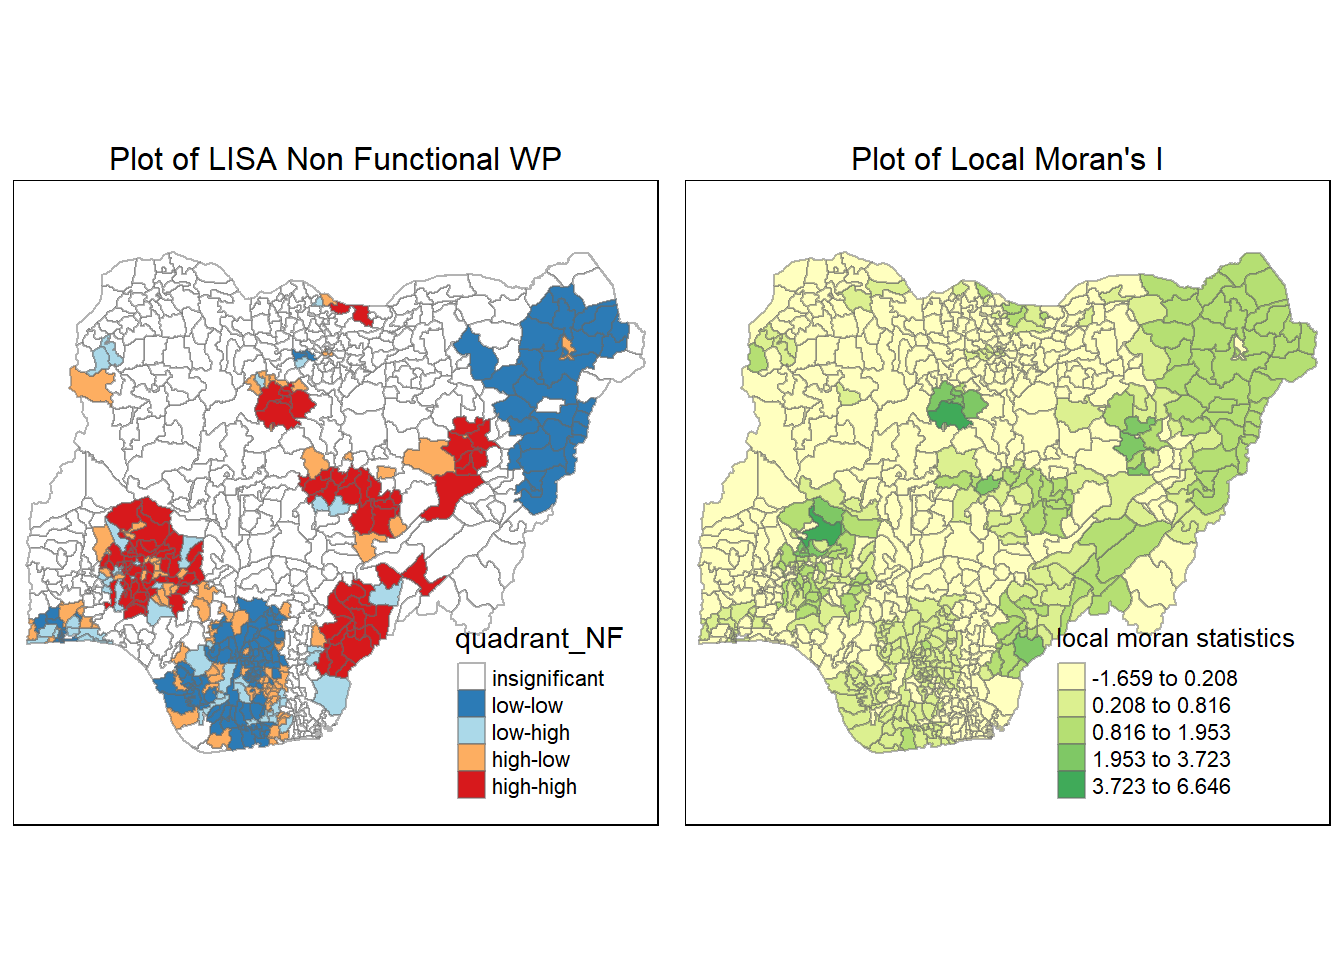 Plot of LISA Non Functional WP
quadrant_NF
insignificant
low-low
low-high
high-low
high-high
Plot of Local Moran's I
local moran statistics
-1.659 to 0.208
0.208 to 0.816
0.816 to 1.953
1.953 to 3.723
3.723 to 6.646